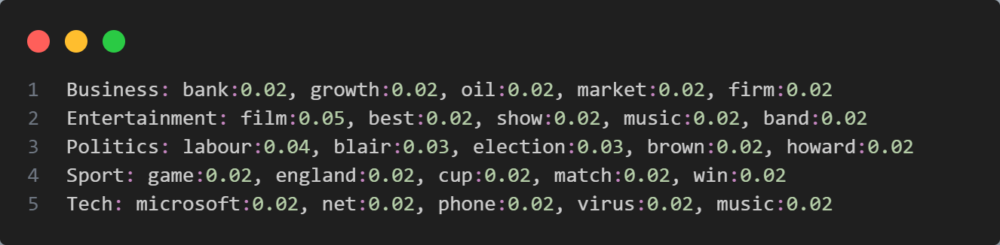 1 Business: bank:0.02, growth:0.02, oil:0.02, market:0.02, firm:0.02
2 Entertainment: film:0.05, best:0.02, show:0.02, music:0.02, band:0.02
3 Politics: labour:0.04, blair:0.03, election:0.03, brown:0.02, howard:0.02
4 Sport: game:0.02, england:0.02, cup:0.02, match:0.02, win:0.02
5 Tech: microsoft:0.02, net:0.02, phone:0.02, virus:0.02, music:0.02